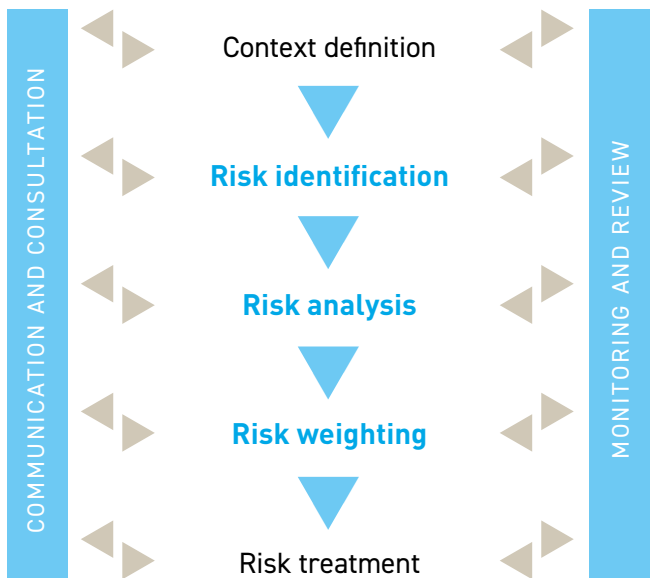 COMMUNICATION AND CONSULTATION
Context definition
Risk identification
Risk analysis
Risk weighting
Risk treatment
MONITORING AND REVIEW